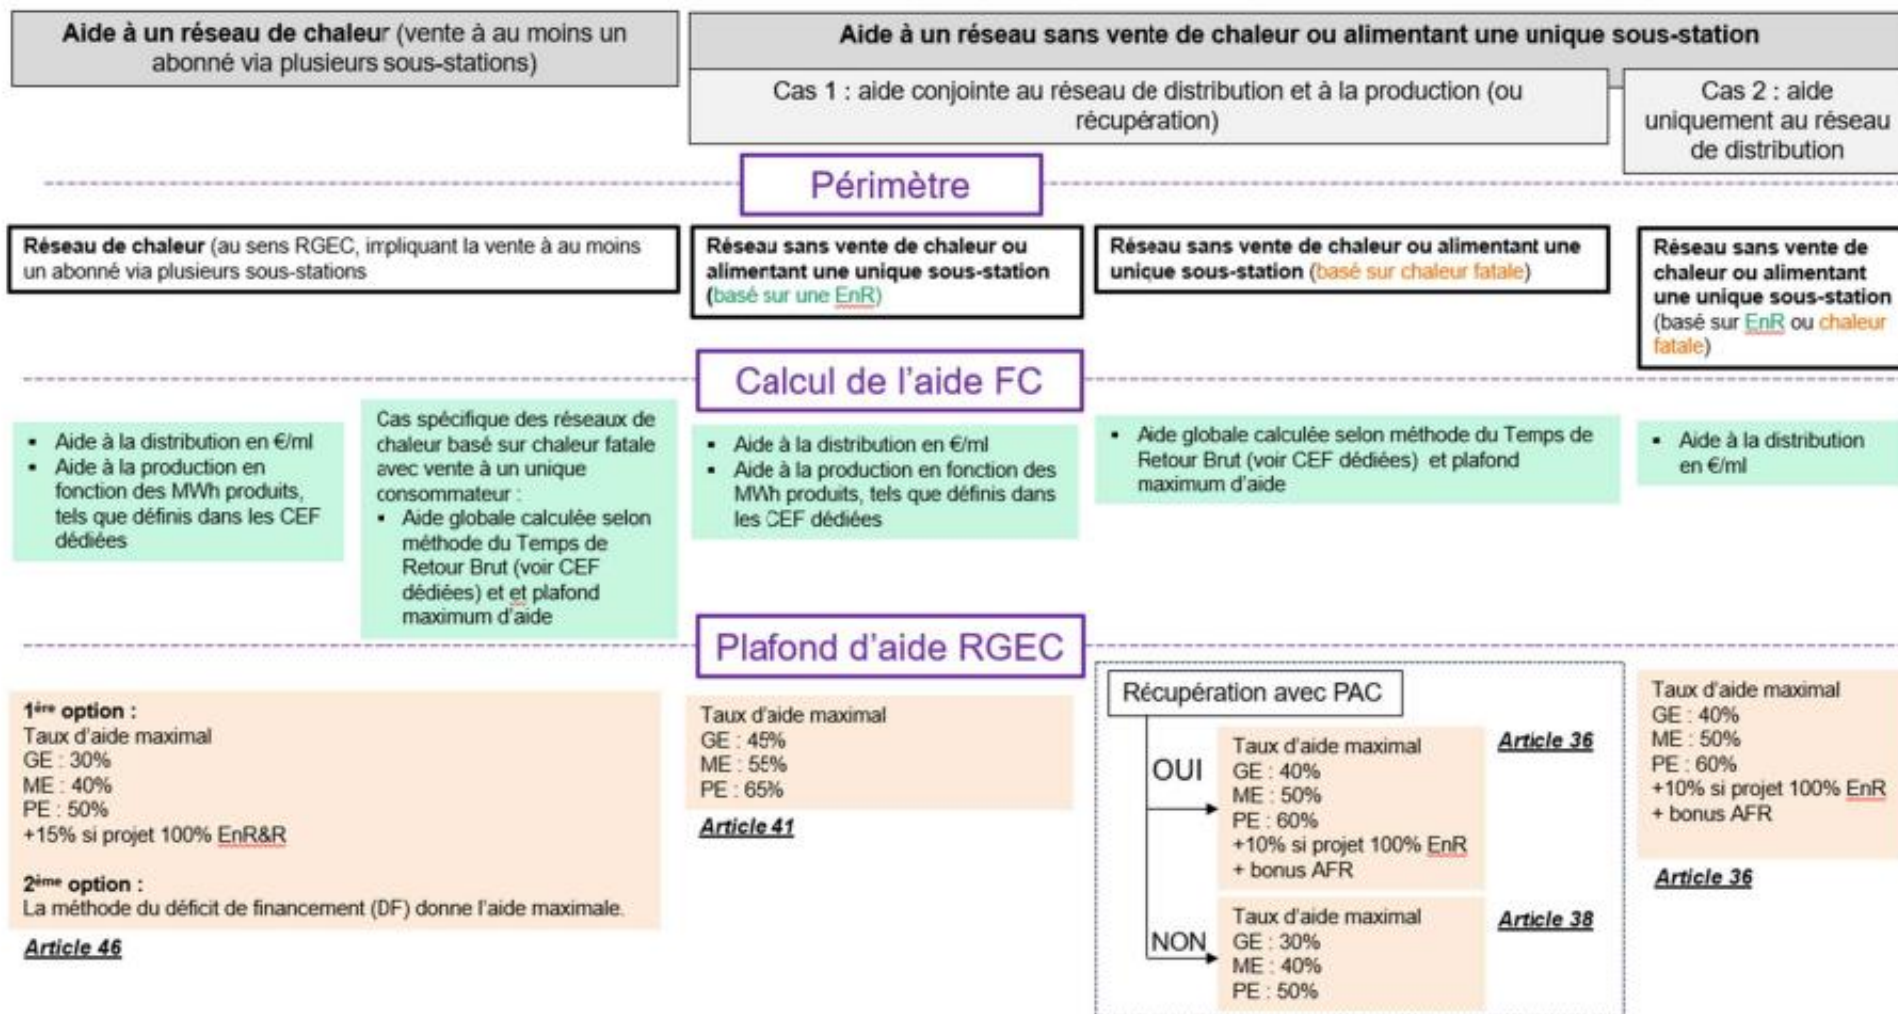 Aide à un réseau de chaleur (vente à au moins un
abonné via plusieurs sous-stations)
Aide à un réseau sans vente de chaleur ou alimentant une unique sous-station
Cas 1 : aide conjointe au réseau de distribution et à la production (ou
récupération)
Cas 2 : aide
uniquement au réseau
de distribution
Périmètre
Réseau de chaleur (au sens RGEC, impliquant la vente à au moins
un abonné via plusieurs sous-stations
Réseau sans vente de chaleur ou
alimentant une unique sous-station
(basé sur une EnR)
Réseau sans vente de chaleur ou alimentant une
unique sous-station (basé sur chaleur fatale)
Réseau sans vente de
chaleur ou alimentant
une unique sous-station
(basé sur EnR ou chaleur
fatale)
Calcul de l'aide FC
▪ Aide à la distribution en €/ml
▪ Aide à la production en
fonction des MWh produits,
tels que définis dans les CEF
dédiées
Cas spécifique des réseaux de
chaleur basé sur chaleur fatale
avec vente à un unique
consommateur :
▪ Aide globale calculée selon
méthode du Temps de
Retour Brut (voir CEF
dédiées) et et plafond
maximum d'aide
▪ Aide à la distribution en €/ml
▪ Aide à la production en fonction des
MWh produits, tels que définis dans
les CEF dédiées
▪ Aide globale calculée selon méthode du Temps de
Retour Brut (voir CEF dédiées) et plafond
maximum d'aide
▪ Aide à la distribution
en €/ml
Plafond d'aide RGEC
1ère option :
Taux d'aide maximal
GE : 30%
ME : 40%
PE : 50%
+15% si projet 100% EnR&R
2ème option :
La méthode du déficit de financement (DF) donne l'aide maximale.
Article 46
Taux d'aide maximal
GE : 45%
ME : 55%
PE : 65%
Article 41
Récupération avec PAC
OUI
Taux d'aide maximal
GE : 40%
ME : 50%
PE : 60%
+10% si projet 100% EnR
+ bonus AFR
Article 36
NON
Taux d'aide maximal
GE : 30%
ME : 40%
PE : 50%
Article 38
Taux d'aide maximal
GE : 40%
ME : 50%
PE : 60%
+10% si projet 100% EnR
+ bonus AFR
Article 36